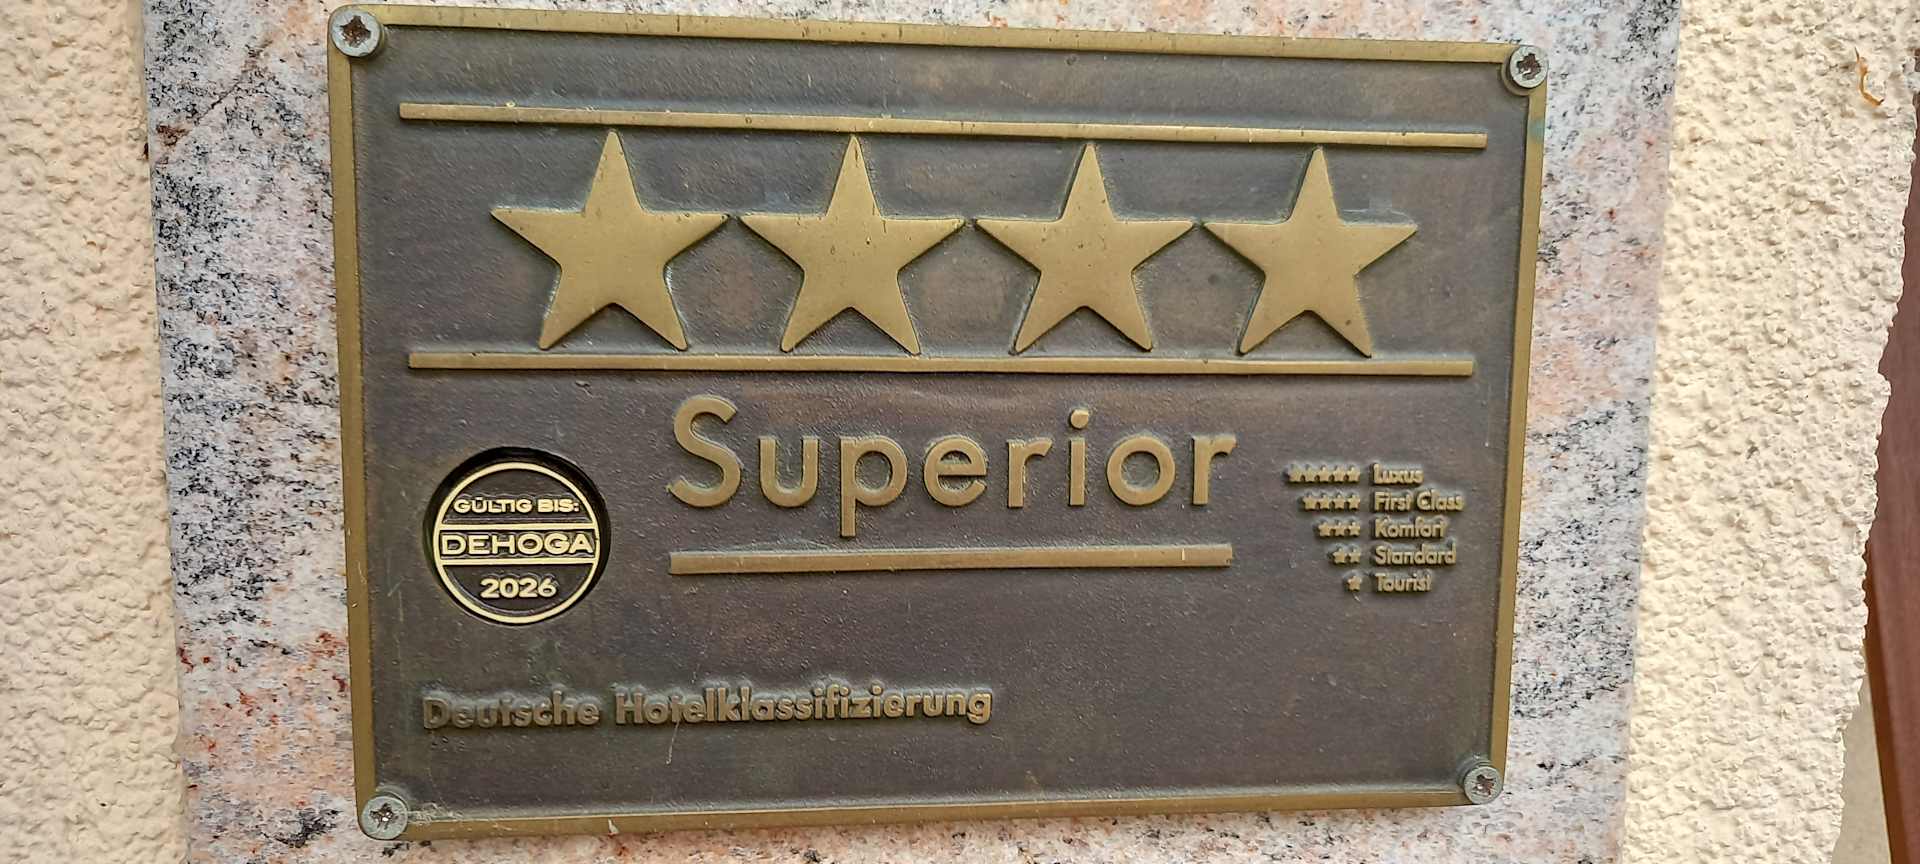 Superior
GÜLTIG BIS:
DEHOGA
2026
Luxus
First Class
Komfort
Standard
Tourist
Deutsche Hotelklassifizierung